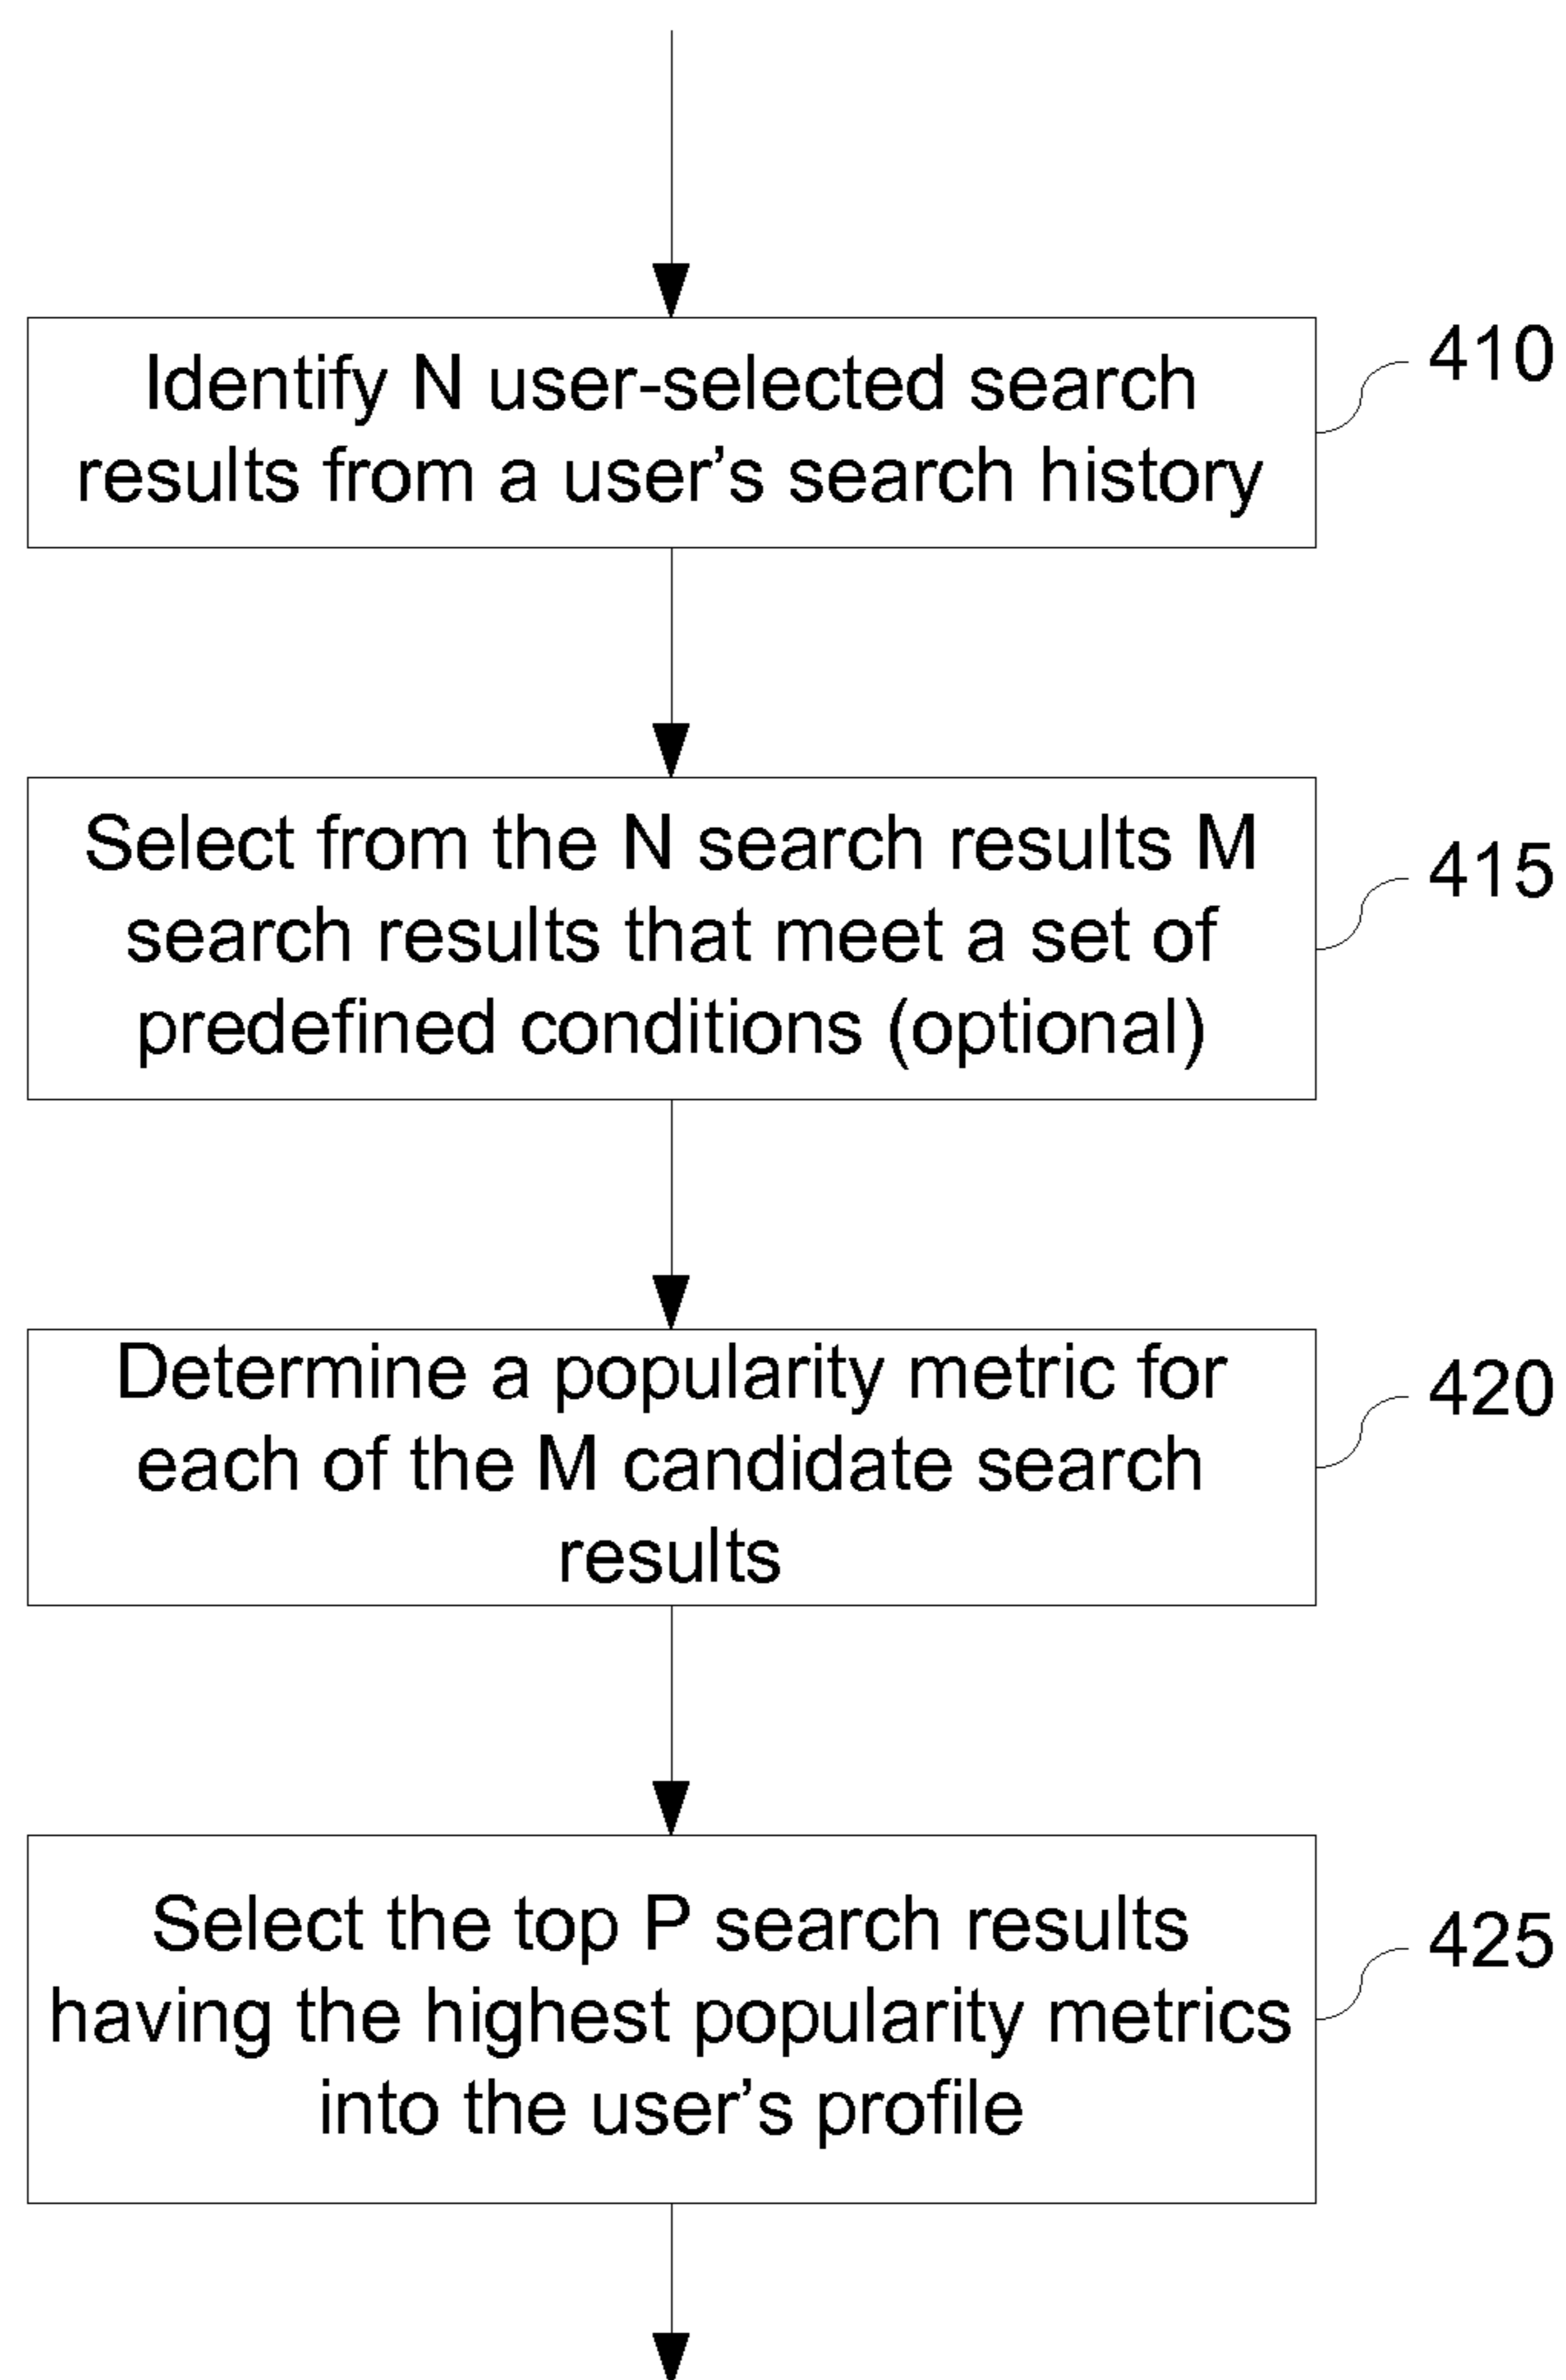 Identify N user-selected search
results from a user's search history
410
Select from the N search results M
search results that meet a set of
predefined conditions (optional)
415
Determine a popularity metric for
each of the M candidate search
results
420
Select the top P search results
having the highest popularity metrics
into the user's profile
425